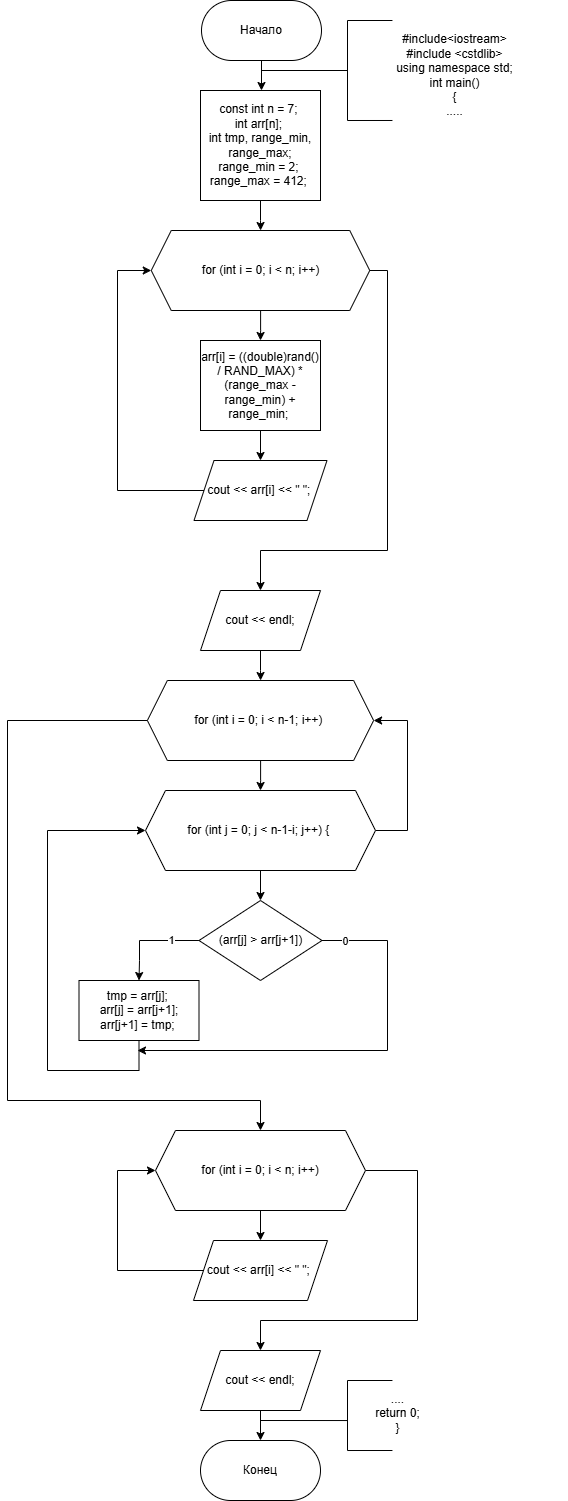 Начало
#include<iostream>
#include <cstdlib>
using namespace std;
int main()
{
.....
const int n = 7;
int arr[n];
int tmp, range_min,
range_max;
range_min = 2;
range_max = 412;
for (int i = 0; i < n; i++)
arr[i] = ((double)rand()
/ RAND_MAX) *
(range_max -
range_min) +
range_min;
cout << arr[i] << " ";
cout << endl;
for (int i = 0; i < n-1; i++)
for (int j = 0; j < n-1-i; j++) {
(arr[j] > arr[j+1])
1
0
tmp = arr[j];
arr[j] = arr[j+1];
arr[j+1] = tmp;
for (int i = 0; i < n; i++)
cout << arr[i] << " ";
cout << endl;
....
return 0;
}
Конец